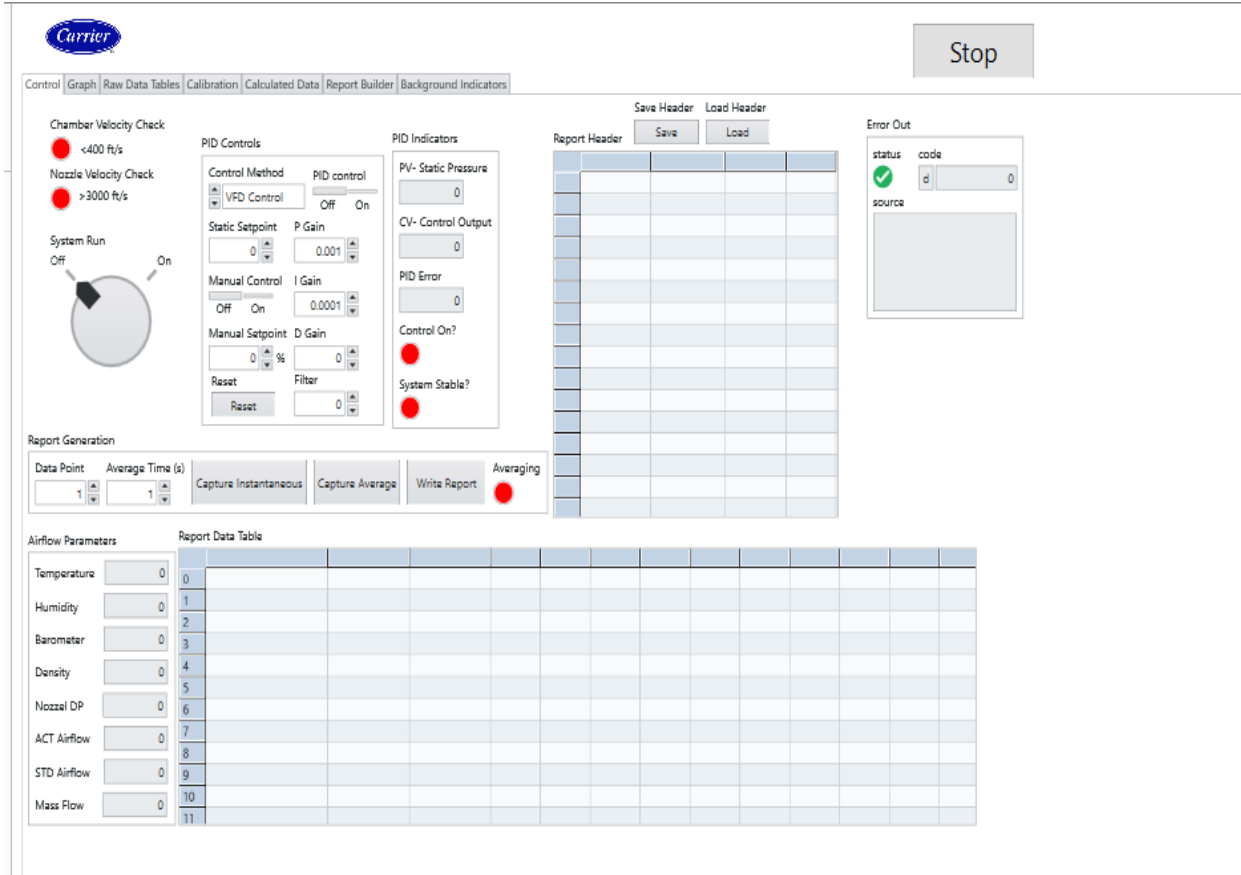 Carrier
Stop
Control Graph Raw Data Tables Calibration Calculated Data Report Builder Background Indicators
Chamber Velocity Check
<400 ft/s
Nozzle Velocity Check
>3000 ft/s
System Run
Off On
PID Controls
Control Method PID control
VFD Control
Off On
Static Setpoint P Gain
0 0.001
Manual Control I Gain
Off On 0.0001
Manual Setpoint D Gain
0 % 0
Reset Filter
Reset 0
PID Indicators
PV- Static Pressure
0
CV- Control Output
0
PID Error
0
Control On?
System Stable?
Save Header Load Header
Report Header Save Load
Error Out
status code
d 0
source
Report Generation
Data Point Average Time (s)
1 1
Capture Instantaneous Capture Average Write Report
Averaging
Airflow Parameters
Temperature 0
Humidity 0
Barometer 0
Density 0
Nozzel DP 0
ACT Airflow 0
STD Airflow 0
Mass Flow 0
Report Data Table
0
1
2
3
4
5
6
7
8
9
10
11